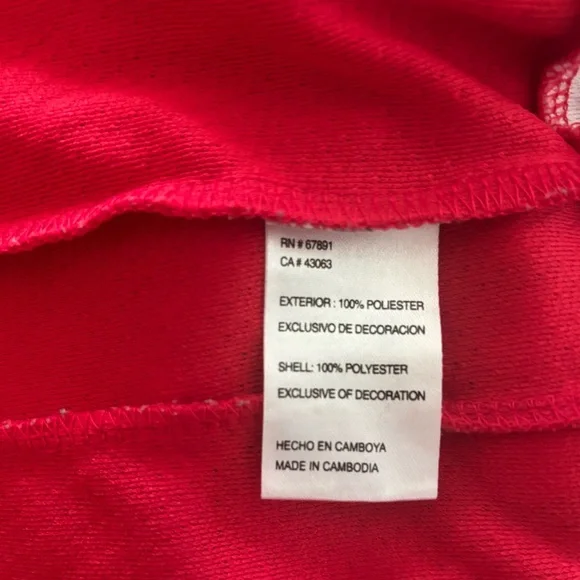 RN # 67891
CA # 43063
EXTERIOR : 100% POLIESTER
EXCLUSIVO DE DECORACION
SHELL: 100% POLYESTER
EXCLUSIVE OF DECORATION
HECHO EN CAMBOYA
MADE IN CAMBODIA